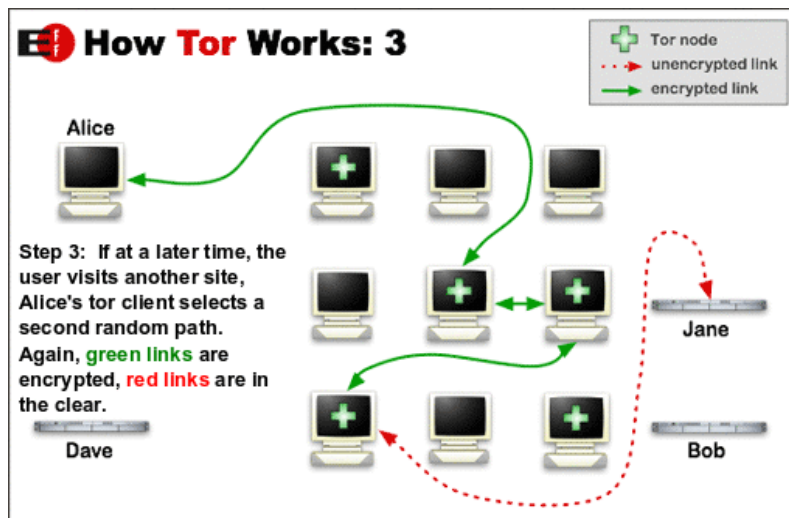 EFF How Tor Works: 3
Tor node
unencrypted link
encrypted link
Alice
Step 3: If at a later time, the
user visits another site,
Alice's tor client selects a
second random path.
Again, green links are
encrypted, red links are in
the clear.
Jane
Dave
Bob